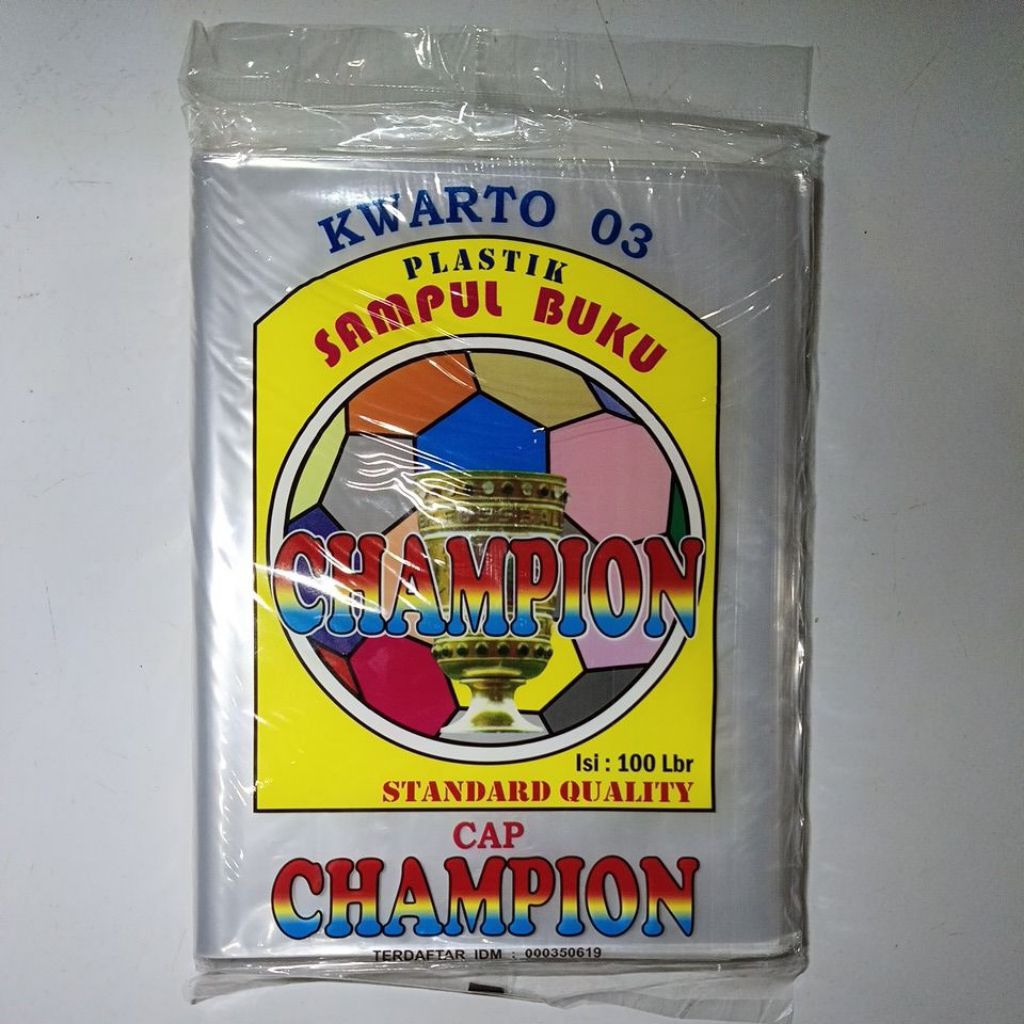 KWARTO 03
PLASTIK
SAMPUL BUKU
CHAMPION
Isi : 100 Lbr
STANDARD QUALITY
CAP
CHAMPION
TERDAFTAR IDM : 000350619